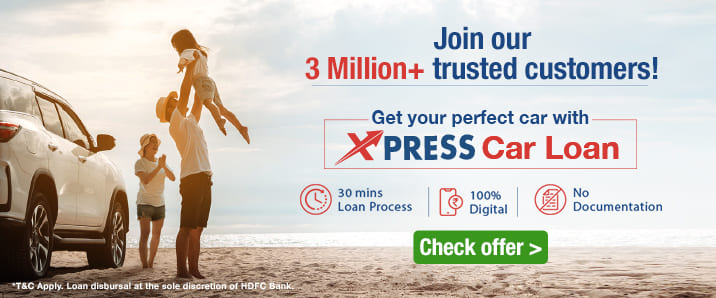 Join our
3 Million+ trusted customers!
Get your perfect car with
XPRESS Car Loan
30 mins
Loan Process
100%
Digital
No
Documentation
Check offer >
*T&C Apply. Loan disbursal at the sole discretion of HDFC Bank.